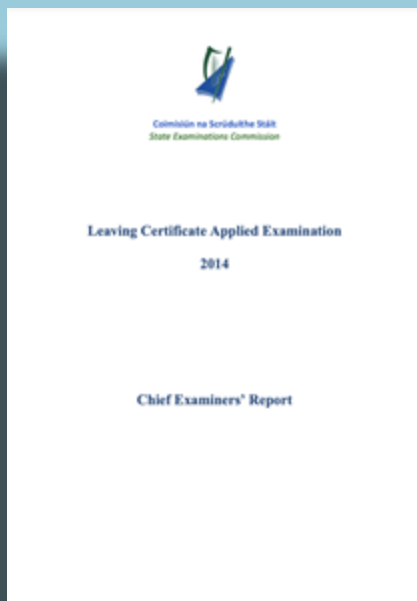 Coimisiún na Scrúduithe Stáit
State Examinations Commission
Leaving Certificate Applied Examination
2014
Chief Examiners' Report